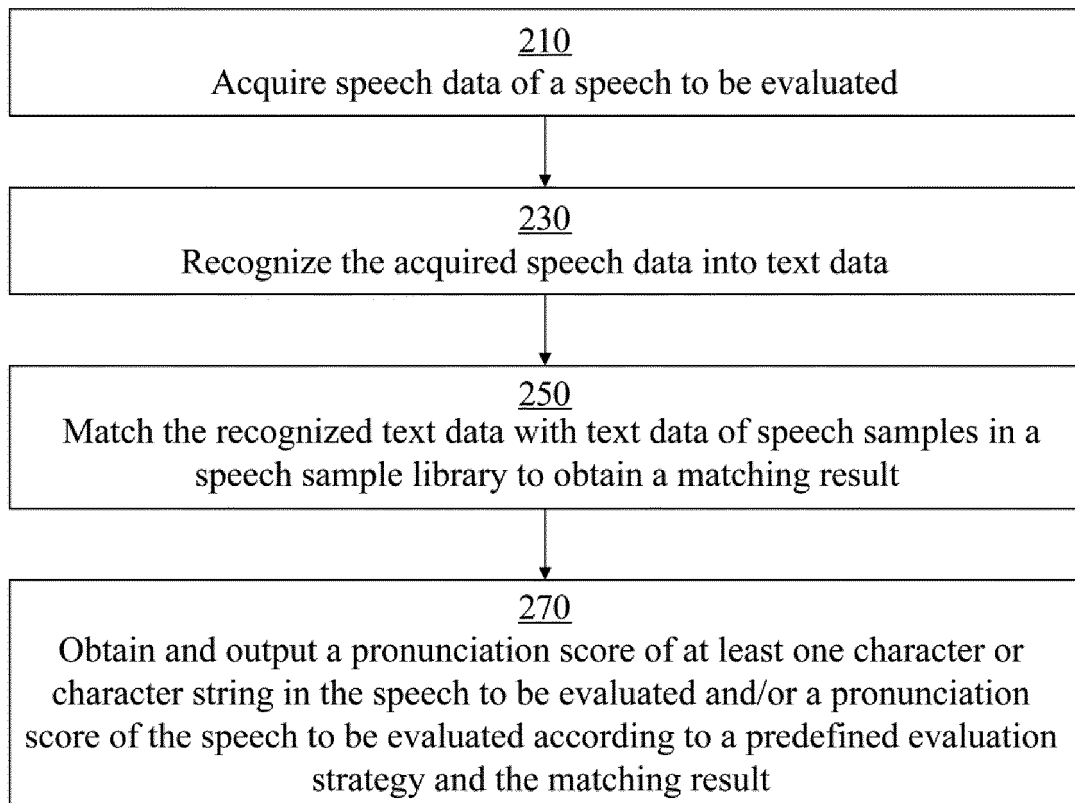 210
Acquire speech data of a speech to be evaluated
230
Recognize the acquired speech data into text data
250
Match the recognized text data with text data of speech samples in a
speech sample library to obtain a matching result
270
Obtain and output a pronunciation score of at least one character or
character string in the speech to be evaluated and/or a pronunciation
score of the speech to be evaluated according to a predefined evaluation
strategy and the matching result